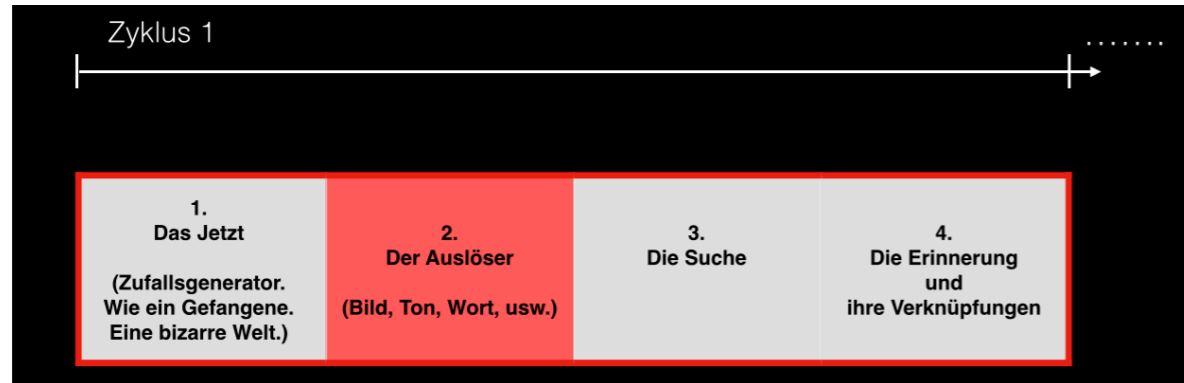 Zyklus 1
.......
1.
Das Jetzt
(Zufallsgenerator.
Wie ein Gefangene.
Eine bizarre Welt.)
2.
Der Auslöser
(Bild, Ton, Wort, usw.)
3.
Die Suche
4.
Die Erinnerung
und
ihre Verknüpfungen